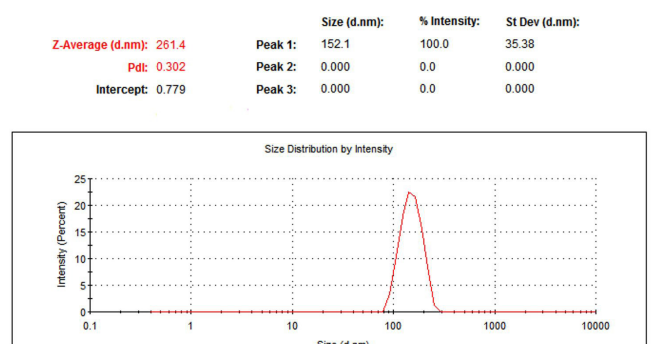 Size (d.nm): % Intensity: St Dev (d.nm):
Z-Average (d.nm): 261.4 Peak 1: 152.1 100.0 35.38
PdI: 0.302 Peak 2: 0.000 0.0 0.000
Intercept: 0.779 Peak 3: 0.000 0.0 0.000
Size Distribution by Intensity
Intensity (Percent)
25
20
15
10
5
0
0.1 1 10 100 1000 10000
Size (d.nm)